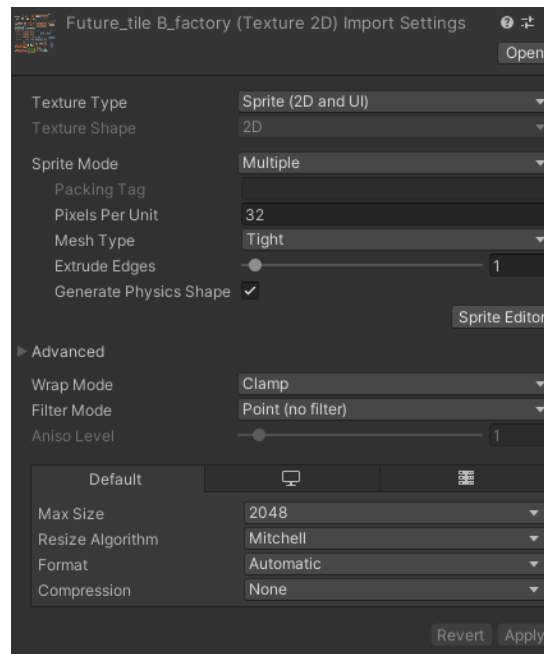 Future_tile B_factory (Texture 2D) Import Settings
Open
Texture Type Sprite (2D and UI)
Texture Shape 2D
Sprite Mode Multiple
Packing Tag
Pixels Per Unit 32
Mesh Type Tight
Extrude Edges 1
Generate Physics Shape
Sprite Editor
Advanced
Wrap Mode Clamp
Filter Mode Point (no filter)
Aniso Level 1
Default
Max Size 2048
Resize Algorithm Mitchell
Format Automatic
Compression None
Revert Apply